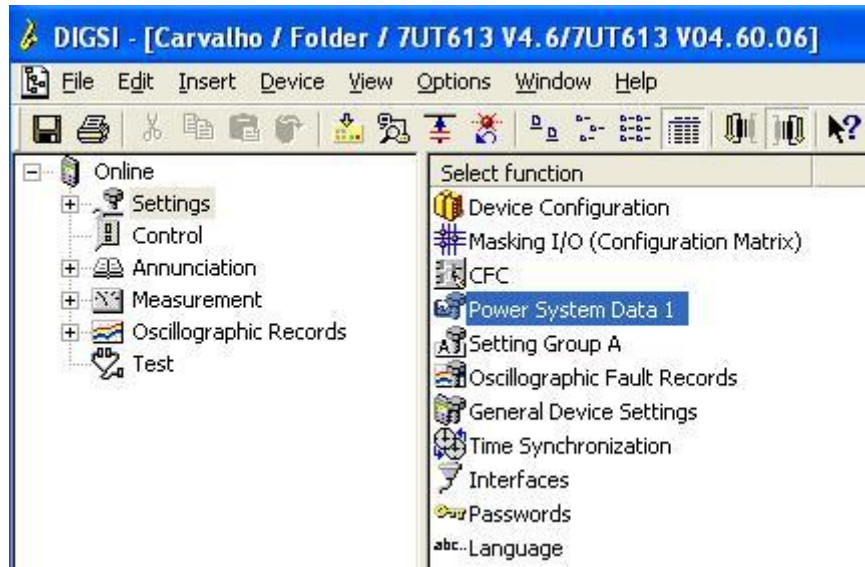 DIGSI - [Carvalho / Folder / 7UT613 V4.6/7UT613 V04.60.06]
File Edit Insert Device View Options Window Help
Online
Settings
Control
Annunciation
Measurement
Oscillographic Records
Test
Select function
Device Configuration
Masking I/O (Configuration Matrix)
CFC
Power System Data 1
Setting Group A
Oscillographic Fault Records
General Device Settings
Time Synchronization
Interfaces
Passwords
abc..Language